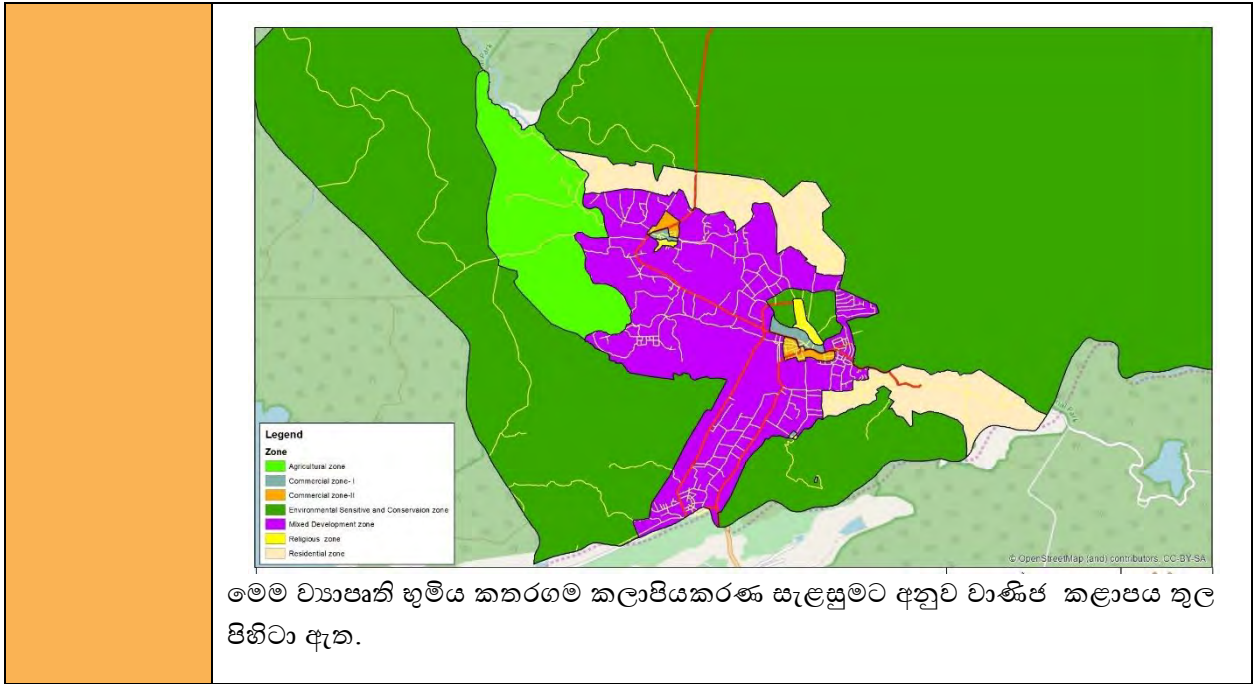 Legend
Zone
Agricultural zone
Commercial zone- I
Commercial zone-II
Environmental Sensitive and Conservaion zone
Mixed Development zone
Religious zone
Residential zone
© OpenStreetMap (and) contributors, CC-BY-SA
මෙම ව්‍යාපෘති භුමිය කතරගම කලාපියකරණ සැළසුමට අනුව වාණිජ කළාපය තුල
පිහිටා ඇත.